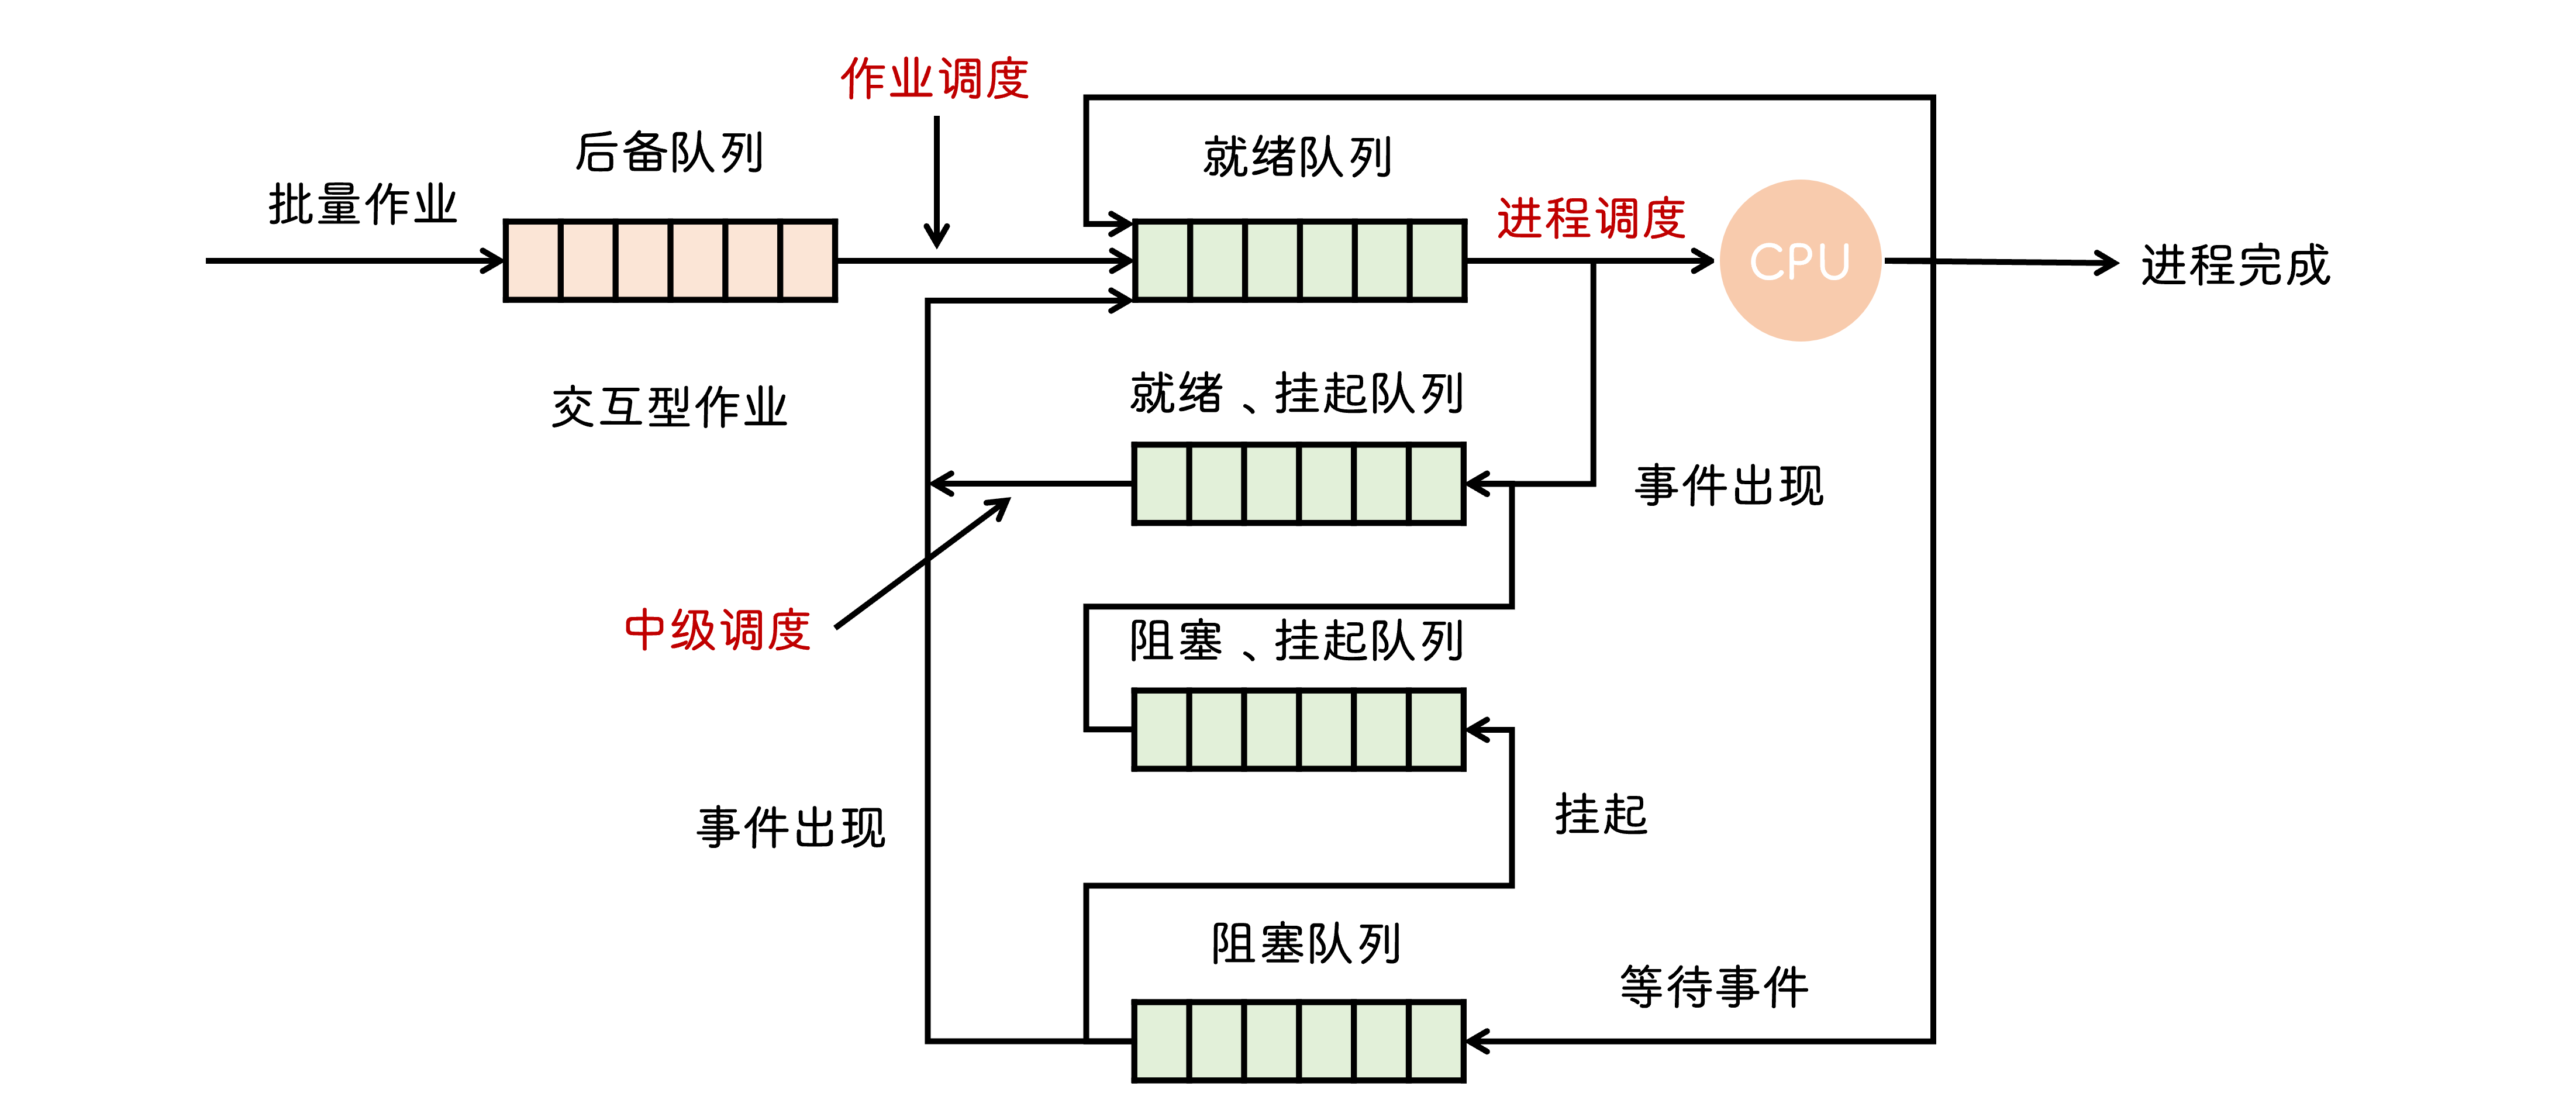 作业调度
后备队列
就绪队列
批量作业
进程调度
CPU
进程完成
交互型作业
就绪、挂起队列
事件出现
中级调度
阻塞、挂起队列
事件出现
挂起
阻塞队列
等待事件